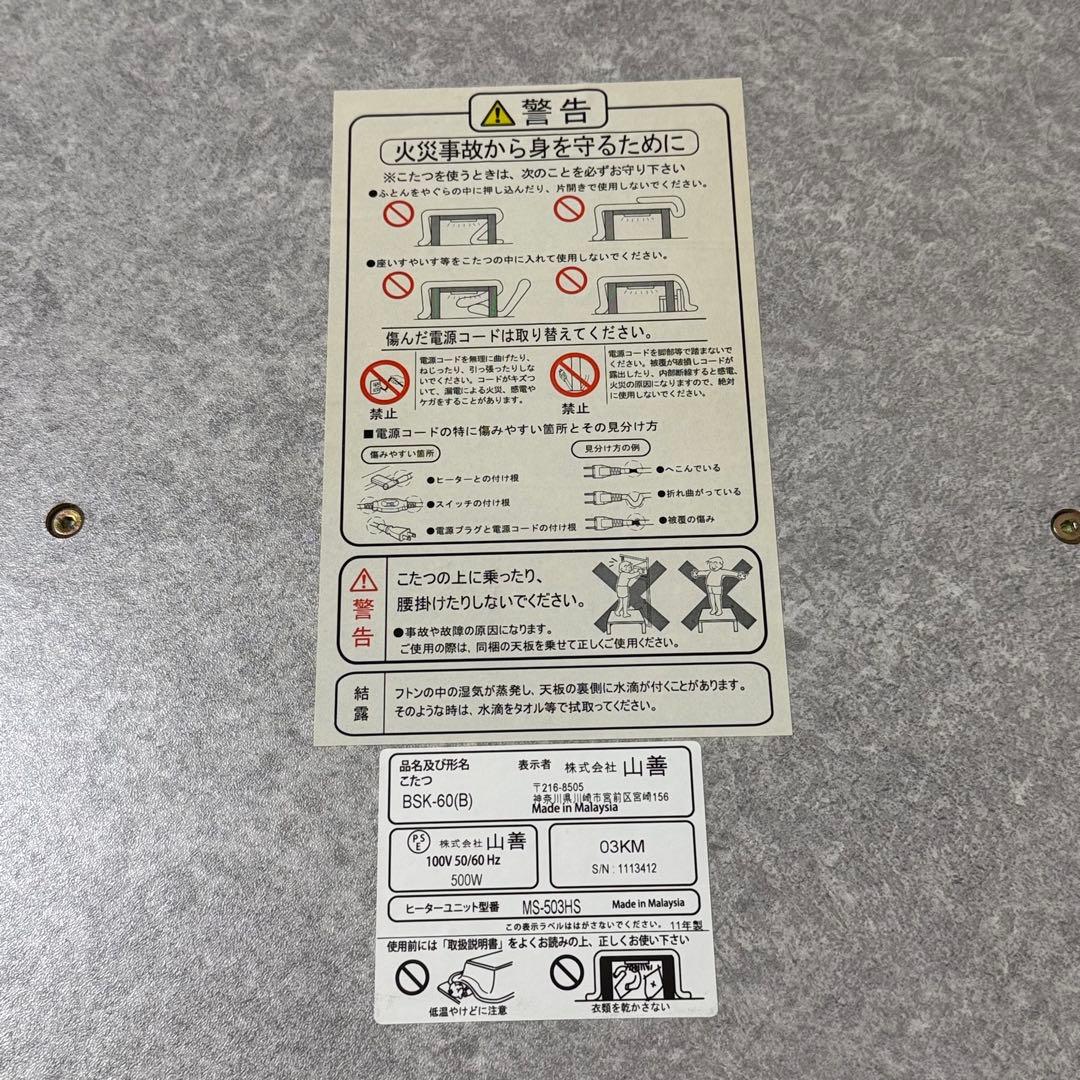 警告
火災事故から身を守るために
※こたつを使うときは、次のことを必ずお守り下さい
●ふとんをやぐらの中に押し込んだり、片開きで使用しないでください。
●座いすやいす等をこたつの中に入れて使用しないでください。
傷んだ電源コードは取り替えてください。
電源コードを無理に曲げたり、
ねじったり、引っ張ったりしな
いでください。コードがキズつ
いて、漏電による火災、感電や
ケガをすることがあります。
禁止
電源コードを脚部等で踏まないで
ください。被覆が破損しコードが
露出したり、内部断線すると感電、
火災の原因になりますので、絶対
に使用しないでください。
禁止
■電源コードの特に傷みやすい箇所とその見分け方
傷みやすい箇所
●ヒーターとの付け根
●スイッチの付け根
●電源プラグと電源コードの付け根
見分け方の例
●へこんでいる
●折れ曲がっている
●被覆の傷み
警告
こたつの上に乗ったり、
腰掛けたりしないでください。
●事故や故障の原因になります。
ご使用の際は、同梱の天板を乗せて正しくご使用ください。
結露
フトンの中の湿気が蒸発し、天板の裏側に水滴が付くことがあります。
そのような時は、水滴をタオル等で拭取ってください。
品名及び形名
こたつ
BSK-60(B)
表示者 株式会社 山善
〒216-8505
神奈川県川崎市宮前区宮崎156
Made in Malaysia
PSE 株式会社 山善
100V 50/60 Hz
500W
03KM
S/N : 1113412
ヒーターユニット型番 MS-503HS Made in Malaysia
この表示ラベルははがさないでください。 11年製
使用前には「取扱説明書」をよくお読みの上、正しくお使い下さい
低温やけどに注意
衣類を乾かさない